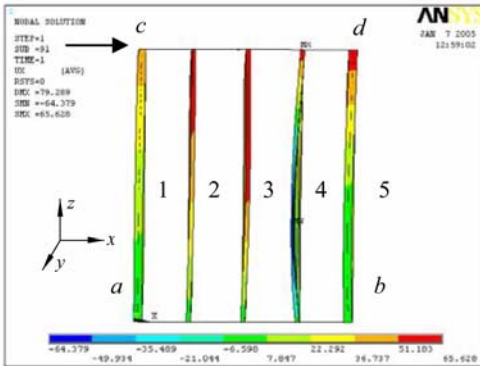 1
NODAL SOLUTION
STEP=1
SUB =91
TIME=1
UX (AVG)
RSYS=0
DMX=79.289
SMN=-64.379
SMX=65.628
ANSYS
JAN 7 2005
12:59:02
c
d
MX
1
2
3
4
5
z
x
y
a
b
-64.379
-49.934
-35.489
-21.044
-6.598
7.847
22.292
36.737
51.183
65.628